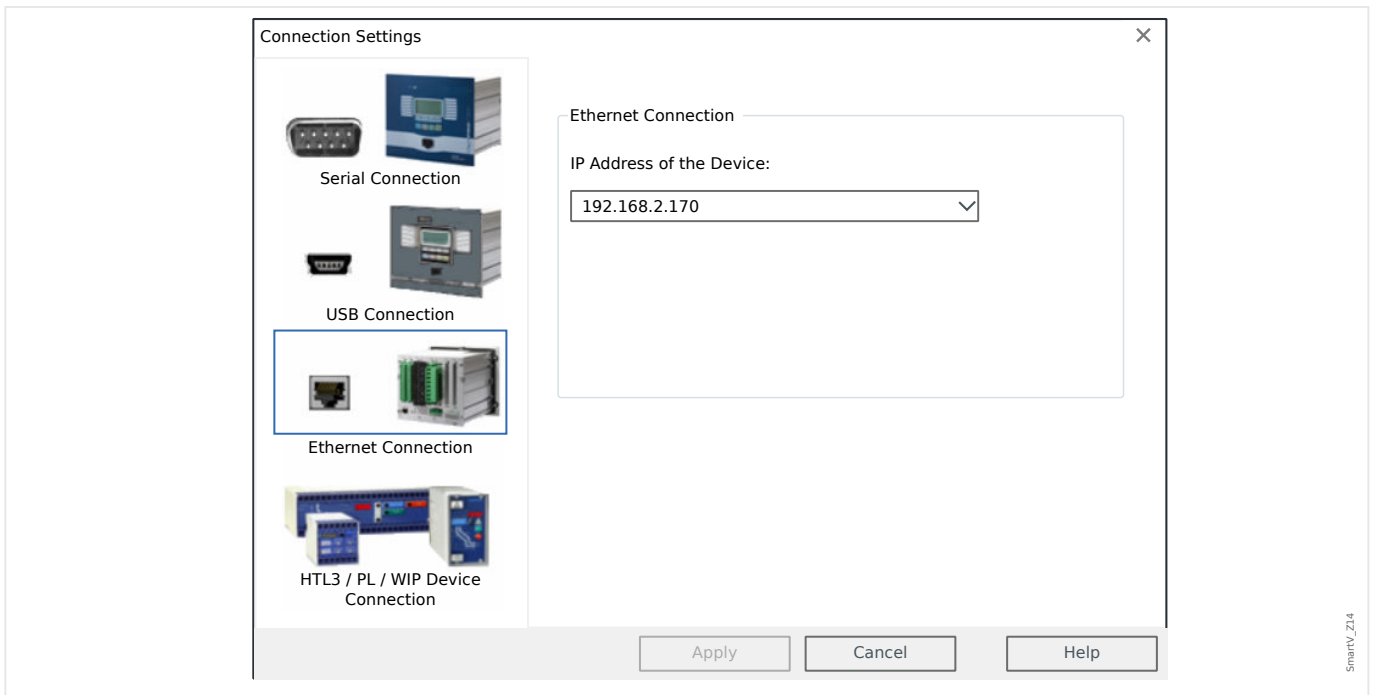 Connection Settings
Serial Connection
USB Connection
Ethernet Connection
HTL3 / PL / WIP Device
Connection
Ethernet Connection
IP Address of the Device:
192.168.2.170
Apply
Cancel
Help
SmartV_Z14